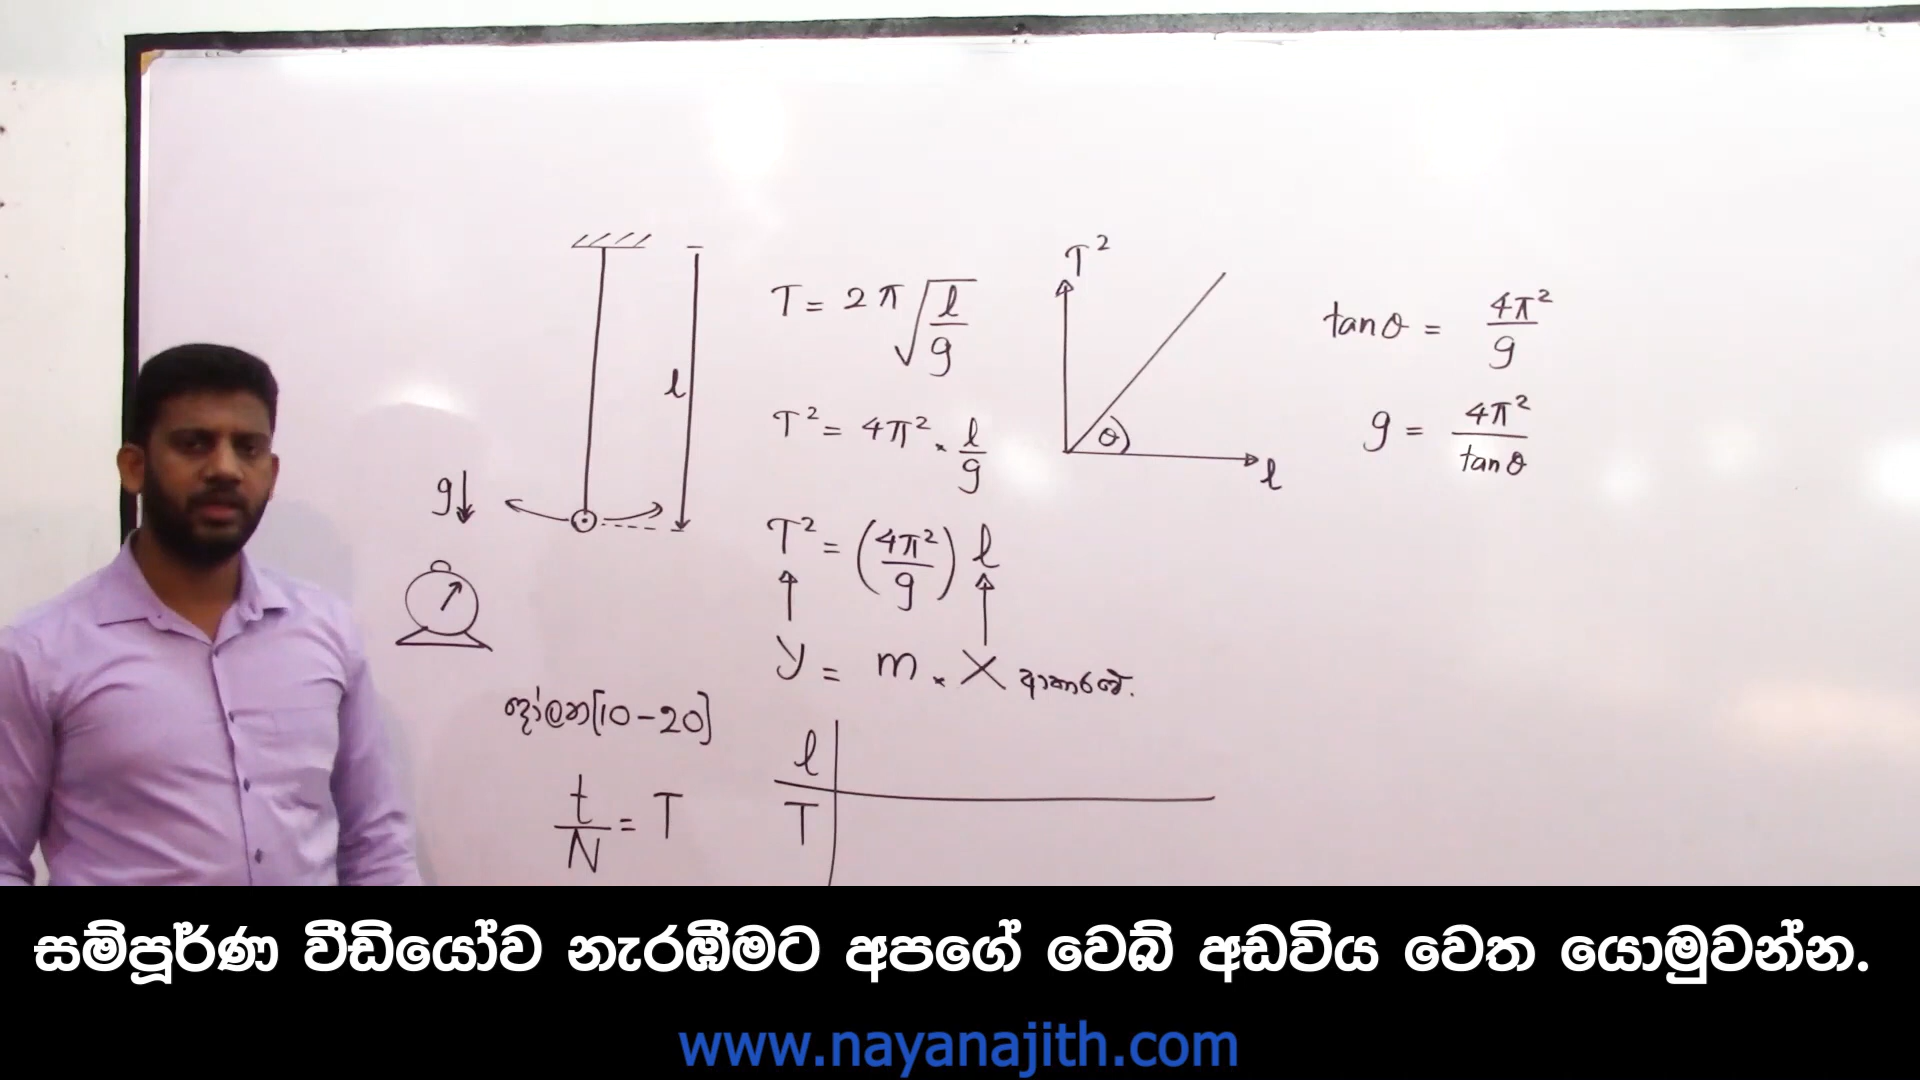 g↓
l
T = 2π√(l/g)
T² = 4π² × l/g
T² = (4π²/g) l
y = m × X ආකාරවේ.
දෝලන [10 - 20]
t/N = T
l
T
T²
θ
l
tanθ = 4π²/g
g = 4π²/tanθ
සම්පූර්ණ වීඩියෝව නැරඹීමට අපගේ වෙබ් අඩවිය වෙත යොමුවන්න.
www.nayanajith.com